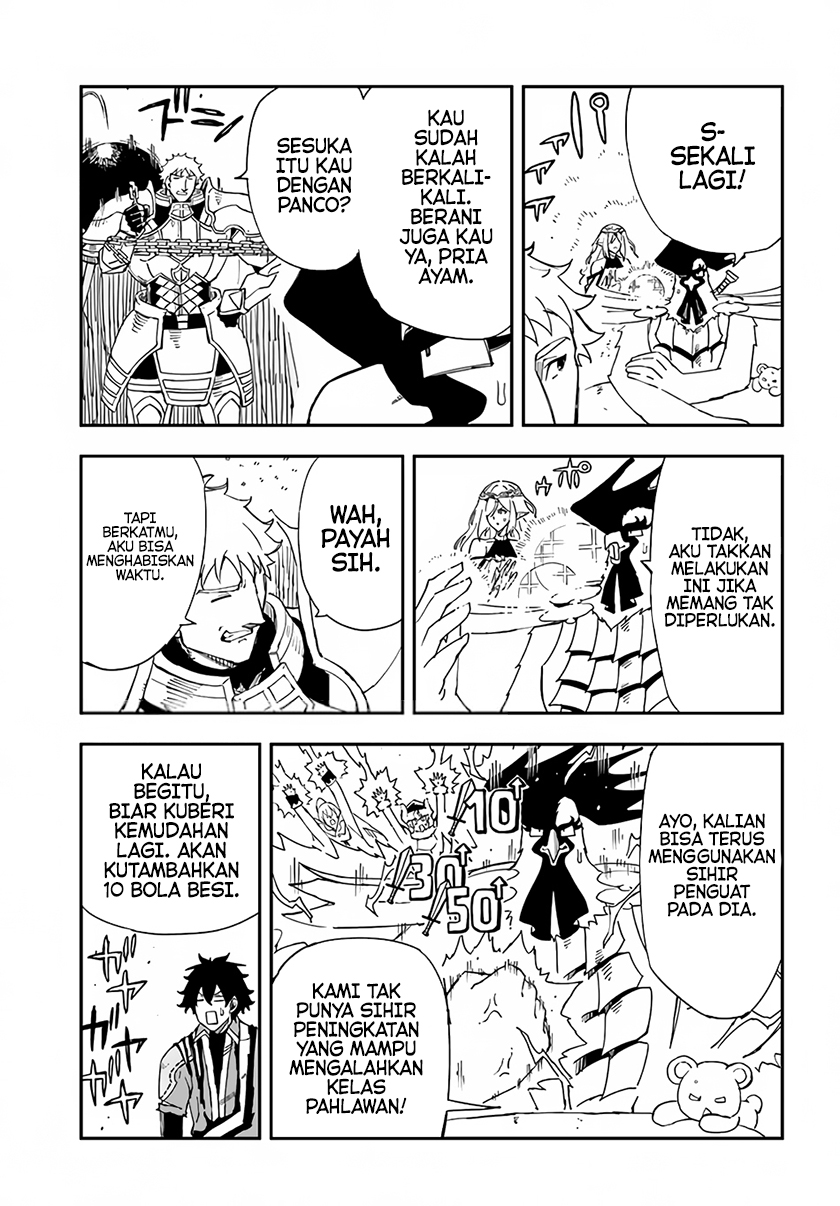 S-
SEKALI
LAGI!
KAU
SUDAH
KALAH
BERKALI-
KALI.
BERANI
JUGA KAU
YA, PRIA
AYAM.
SESUKA
ITU KAU
DENGAN
PANCO?
TIDAK,
AKU TAKKAN
MELAKUKAN
INI JIKA
MEMANG TAK
DIPERLUKAN.
WAH,
PAYAH
SIH.
TAPI
BERKATMU,
AKU BISA
MENGHABISKAN
WAKTU.
AYO, KALIAN
BISA TERUS
MENGGUNAKAN
SIHIR
PENGUAT
PADA DIA.
10↑
30↑
50↑
KAMI TAK
PUNYA SIHIR
PENINGKATAN
YANG MAMPU
MENGALAHKAN
KELAS
PAHLAWAN!
KALAU
BEGITU,
BIAR KUBERI
KEMUDAHAN
LAGI. AKAN
KUTAMBAHKAN
10 BOLA BESI.